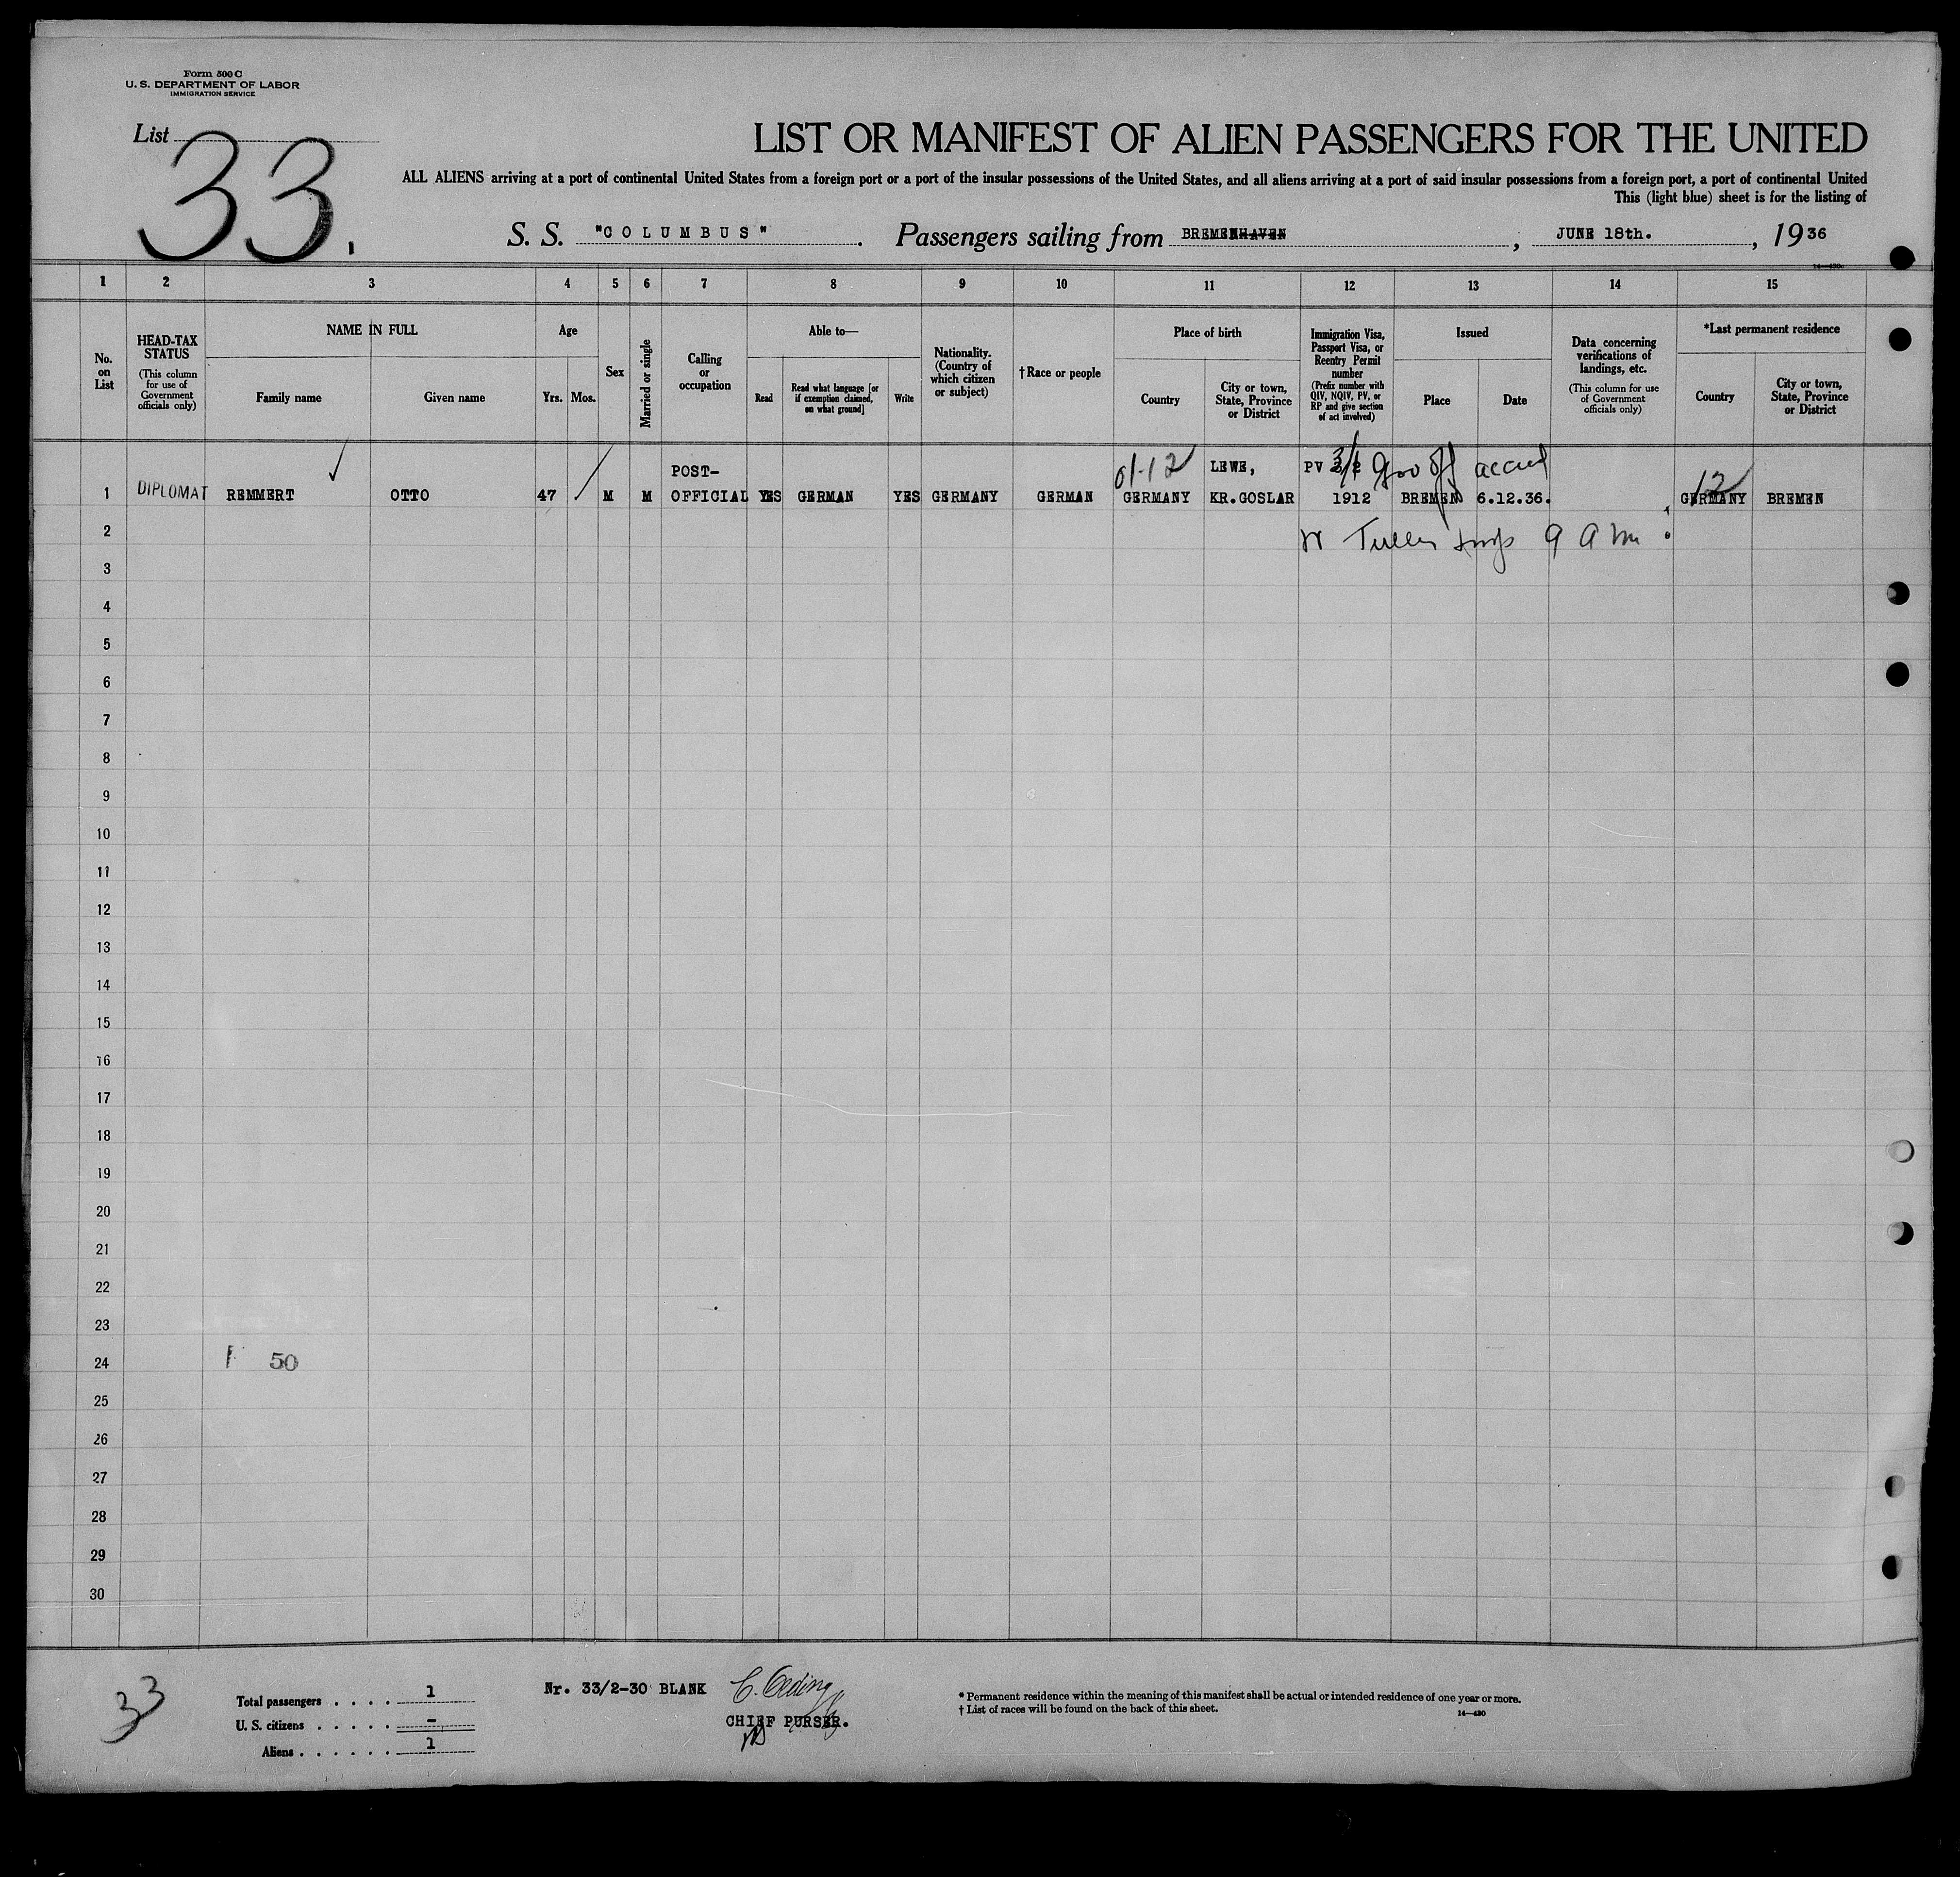 Form 500 C
U. S. DEPARTMENT OF LABOR
IMMIGRATION SERVICE
List 33.
LIST OR MANIFEST OF ALIEN PASSENGERS FOR THE UNITED
ALL ALIENS arriving at a port of continental United States from a foreign port or a port of the insular possessions of the United States, and all aliens arriving at a port of said insular possessions from a foreign port, a port of continental United
This (light blue) sheet is for the listing of
S. S. "COLUMBUS". Passengers sailing from BREMENHAVEN, JUNE 18th., 1936
14—430c
1 2 3 4 5 6 7 8 9 10 11 12 13 14 15
No. on List
HEAD-TAX STATUS
(This column for use of Government officials only)
NAME IN FULL
Family name
Given name
Age
Yrs. Mos.
Sex
Married or single
Calling or occupation
Able to—
Read
Read what language [or if exemption claimed, on what ground]
Write
Nationality. (Country of which citizen or subject)
†Race or people
Place of birth
Country
City or town, State, Province or District
Immigration Visa, Passport Visa, or Reentry Permit number
(Prefix number with QIV, NQIV, PV, or RP and give section of act involved)
Issued
Place
Date
Data concerning verifications of landings, etc.
(This column for use of Government officials only)
*Last permanent residence
Country
City or town, State, Province or District
POST- LEWE, PV 3/1 Gov off accred 12
1 DIPLOMAT REMMERT OTTO 47 M M OFFICIAL YES GERMAN YES GERMANY GERMAN GERMANY KR.GOSLAR 1912 BREMEN 6.12.36. GERMANY BREMEN
2 9 AM
3
4
5
6
7
8
9
10
11
12
13
14
15
16
17
18
19
20
21
22
23
24 50
25
26
27
28
29
30
33
Total passengers . . . . 1
U. S. citizens . . . . . –
Aliens . . . . . . 1
Nr. 33/2-30 BLANK
CHIEF PURSER.
* Permanent residence within the meaning of this manifest shall be actual or intended residence of one year or more.
† List of races will be found on the back of this sheet.
14—430